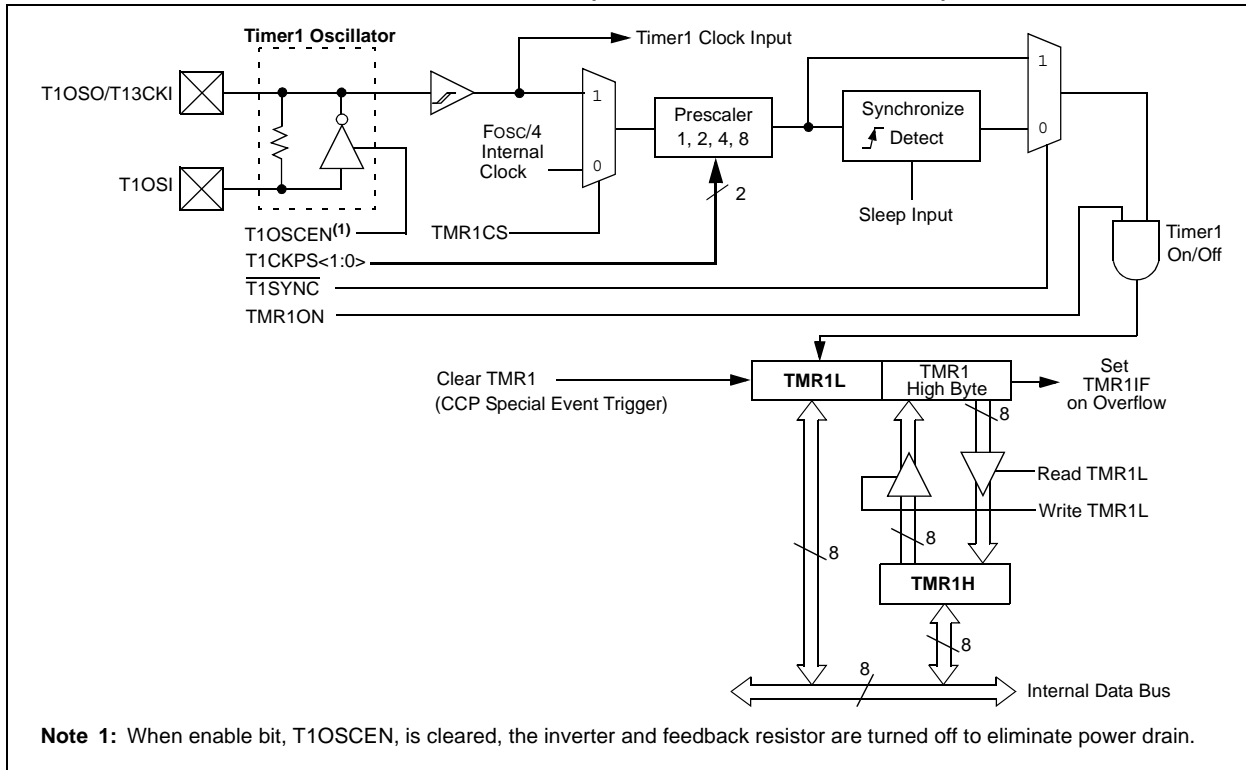 Timer1 Oscillator
T1OSO/T13CKI
T1OSI
Timer1 Clock Input
1
FOSC/4
Internal
Clock
0
Prescaler
1, 2, 4, 8
2
Synchronize
Detect
Sleep Input
1
0
T1OSCEN(1)
TMR1CS
T1CKPS<1:0>
T1SYNC
TMR1ON
Timer1
On/Off
Clear TMR1
(CCP Special Event Trigger)
TMR1L
TMR1
High Byte
Set
TMR1IF
on Overflow
8
Read TMR1L
Write TMR1L
8
8
TMR1H
8
8
Internal Data Bus
Note 1: When enable bit, T1OSCEN, is cleared, the inverter and feedback resistor are turned off to eliminate power drain.